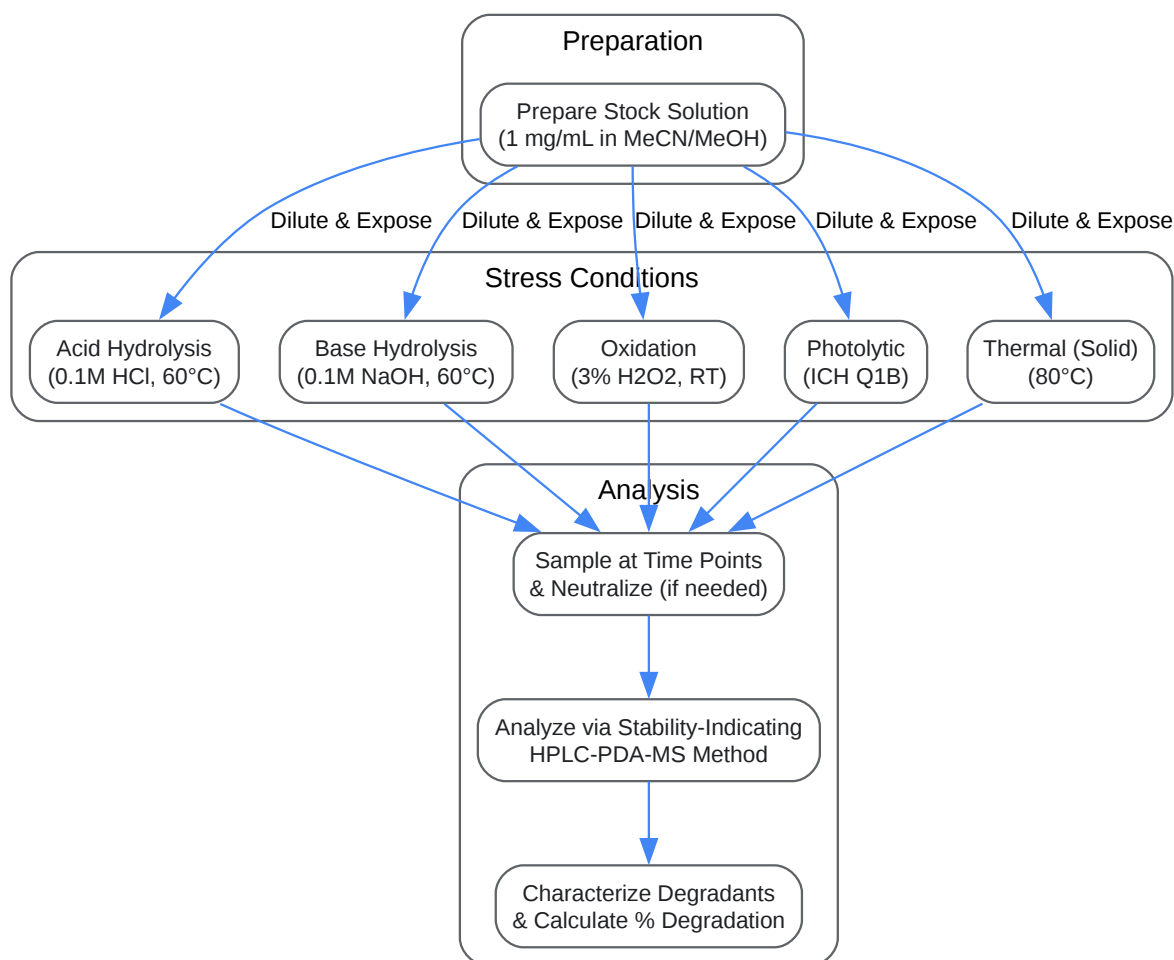 Preparation
Prepare Stock Solution
(1 mg/mL in MeCN/MeOH)
Dilute & Expose
Dilute & Expose
Dilute & Expose
Dilute & Expose
Dilute & Expose
Stress Conditions
Acid Hydrolysis
(0.1M HCl, 60°C)
Base Hydrolysis
(0.1M NaOH, 60°C)
Oxidation
(3% H2O2, RT)
Photolytic
(ICH Q1B)
Thermal (Solid)
(80°C)
Analysis
Sample at Time Points
& Neutralize (if needed)
Analyze via Stability-Indicating
HPLC-PDA-MS Method
Characterize Degradants
& Calculate % Degradation